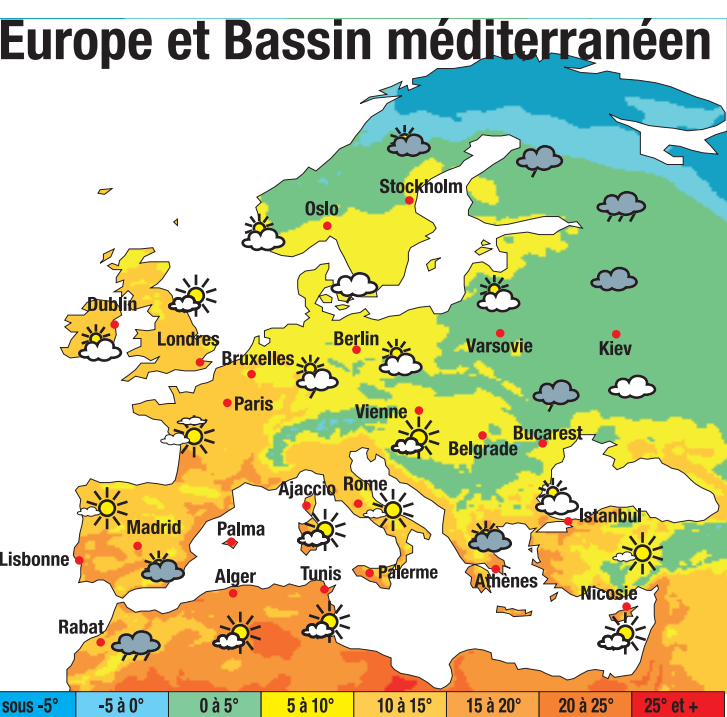 Europe et Bassin méditerranéen
Stockholm
Oslo
Dublin
Londres
Berlin
Varsovie
Kiev
Bruxelles
Paris
Vienne
Belgrade
Bucarest
Ajaccio
Rome
Istanbul
Madrid
Palma
Lisbonne
Alger
Tunis
Palerme
Athènes
Nicosie
Rabat
sous -5° -5 à 0° 0 à 5° 5 à 10° 10 à 15° 15 à 20° 20 à 25° 25° et +